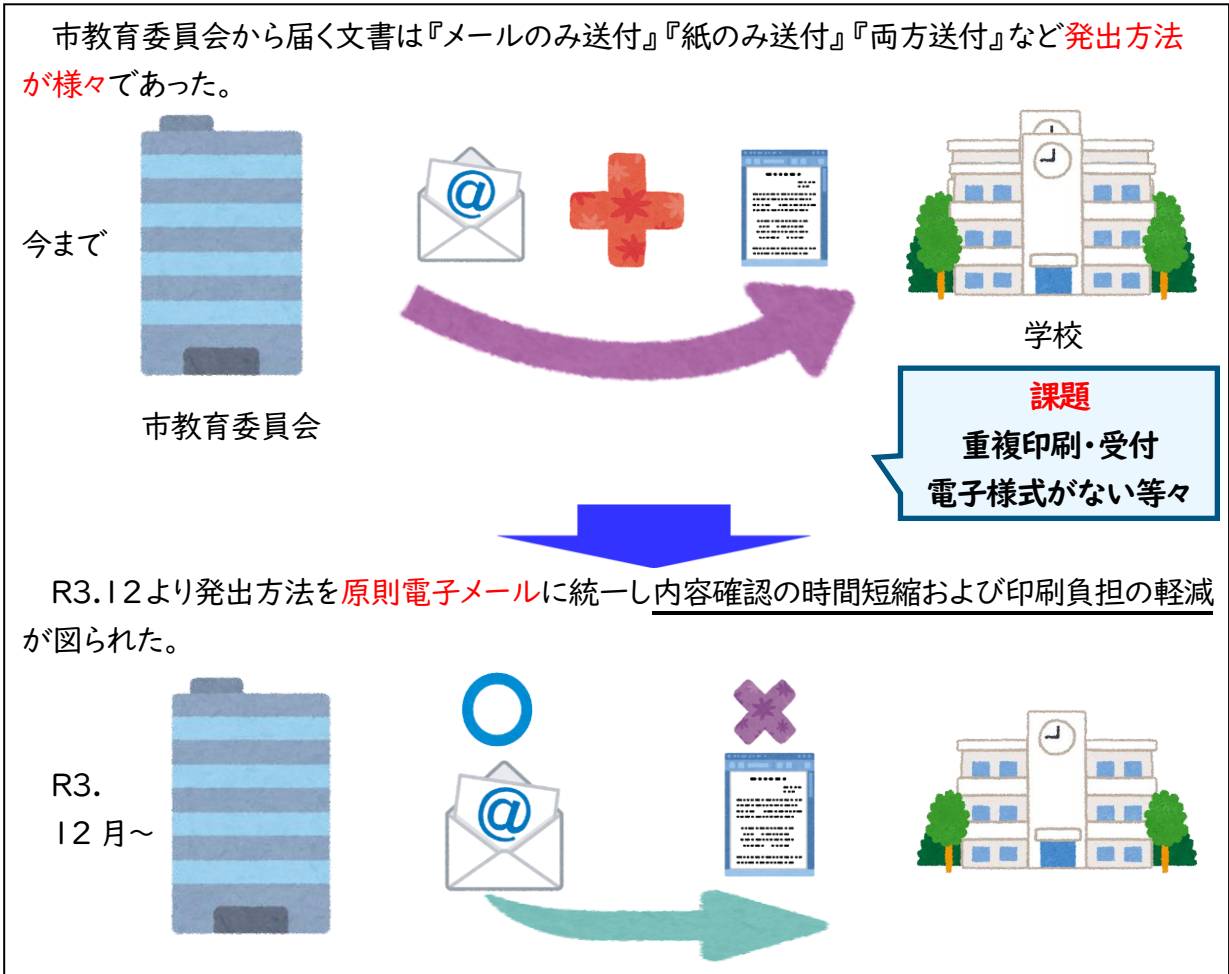 市教育委員会から届く文書は『メールのみ送付』『紙のみ送付』『両方送付』など発出方法
が様々であった。
今まで
市教育委員会
学校
課題
重複印刷・受付
電子様式がない等々
R3.12より発出方法を原則電子メールに統一し内容確認の時間短縮および印刷負担の軽減
が図られた。
R3.
12月～